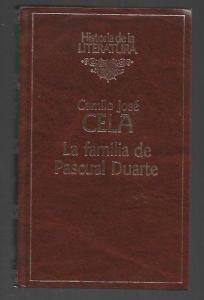 Historia de la
LITERATURA
Camilo José
CELA
La familia de
Pascual Duarte